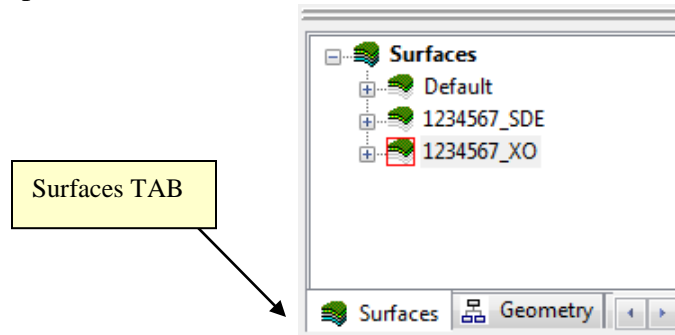 Surfaces
Default
1234567_SDE
1234567_XO
Surfaces TAB
Surfaces Geometry